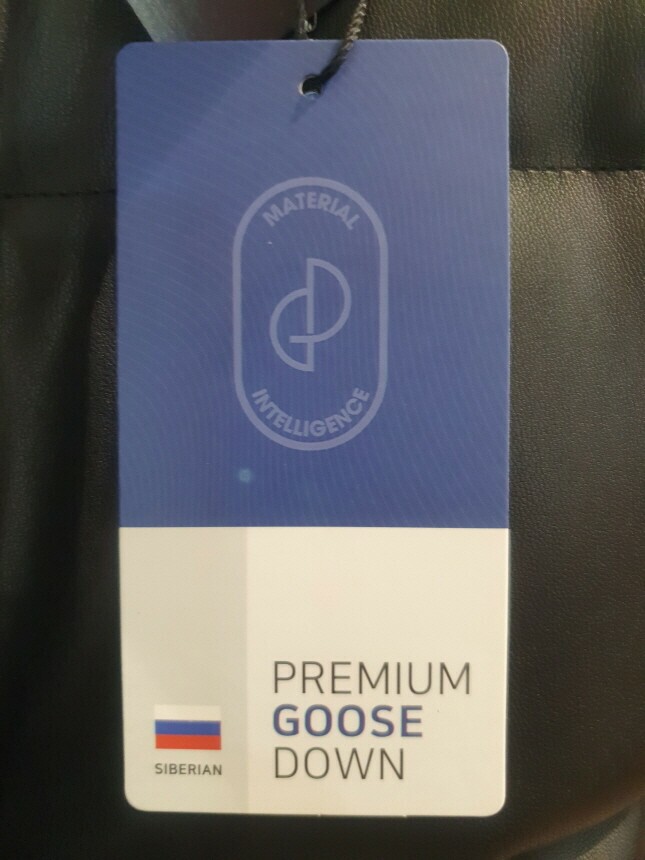 MATERIAL
INTELLIGENCE
PREMIUM
GOOSE
DOWN
SIBERIAN